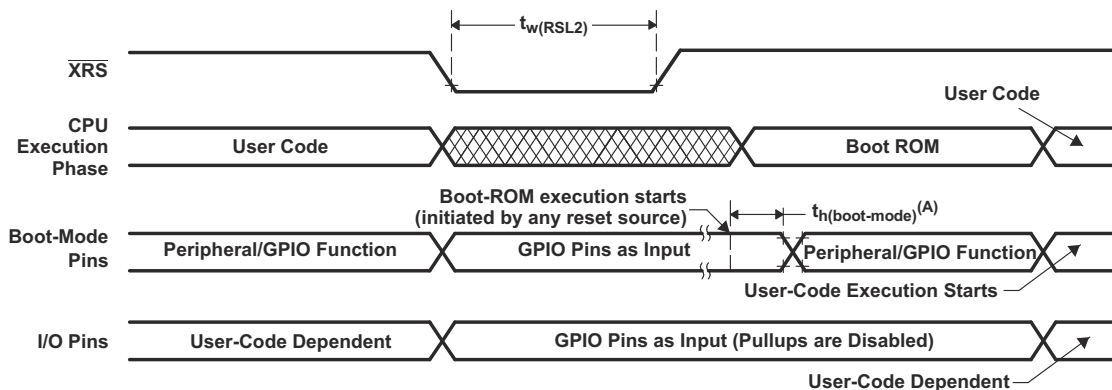 tw(RSL2)
XRS
User Code
CPU
Execution
Phase
User Code
Boot ROM
Boot-ROM execution starts
(initiated by any reset source)
th(boot-mode)(A)
Boot-Mode
Pins
Peripheral/GPIO Function
GPIO Pins as Input
Peripheral/GPIO Function
User-Code Execution Starts
I/O Pins
User-Code Dependent
GPIO Pins as Input (Pullups are Disabled)
User-Code Dependent